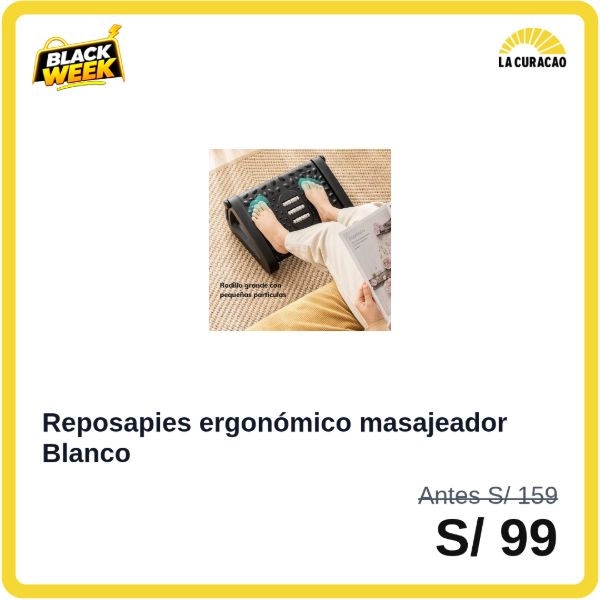 BLACK
WEEK
LA CURACAO
Rodillo grande con
pequeñas partículas
Reposapies ergonómico masajeador
Blanco
Antes S/ 159
S/ 99